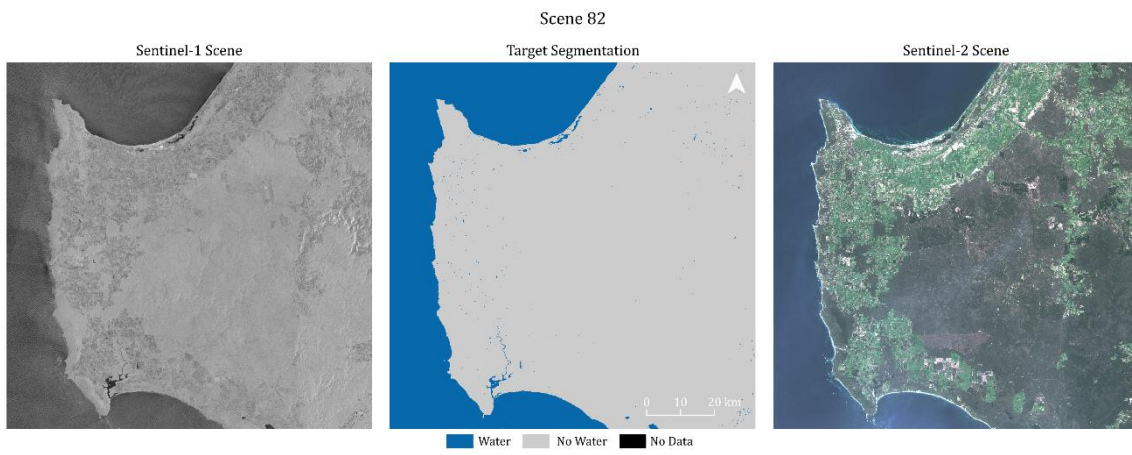 Scene 82
Sentinel-1 Scene
Target Segmentation
Sentinel-2 Scene
0 10 20 km
Water No Water No Data